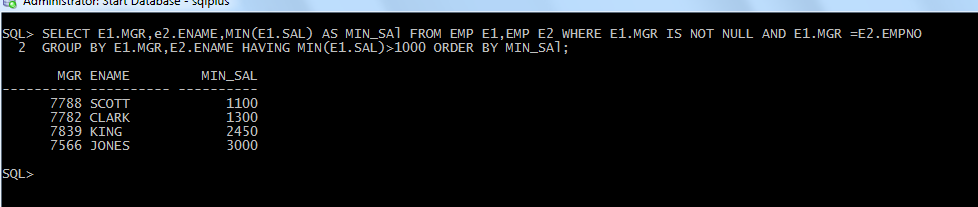 Administrator: Start Database - sqlplus
SQL> SELECT E1.MGR,e2.ENAME,MIN(E1.SAL) AS MIN_SAl FROM EMP E1,EMP E2 WHERE E1.MGR IS NOT NULL AND E1.MGR =E2.EMPNO
2 GROUP BY E1.MGR,E2.ENAME HAVING MIN(E1.SAL)>1000 ORDER BY MIN_SAl;
MGR ENAME MIN_SAL
---------- ---------- ----------
7788 SCOTT 1100
7782 CLARK 1300
7839 KING 2450
7566 JONES 3000
SQL>